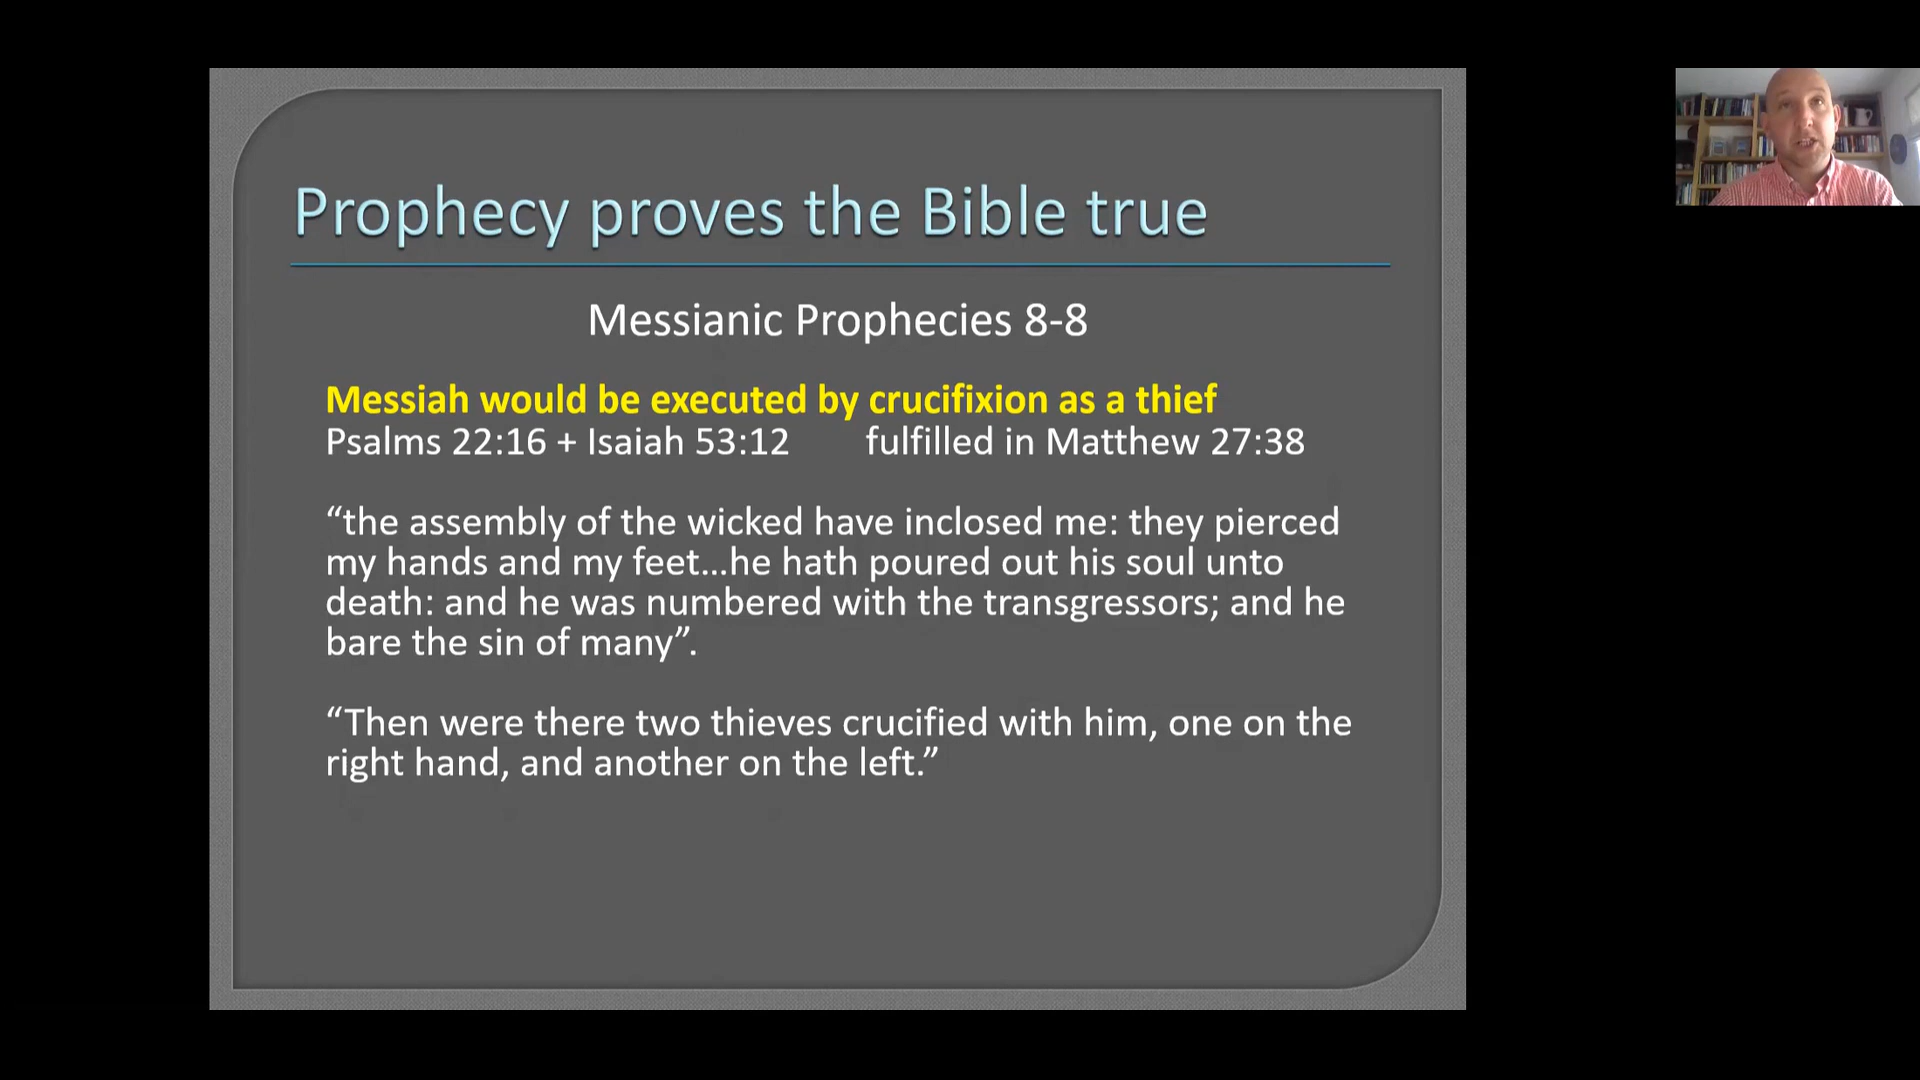 Prophecy proves the Bible true
Messianic Prophecies 8-8
Messiah would be executed by crucifixion as a thief
Psalms 22:16 + Isaiah 53:12 fulfilled in Matthew 27:38
“the assembly of the wicked have inclosed me: they pierced
my hands and my feet...he hath poured out his soul unto
death: and he was numbered with the transgressors; and he
bare the sin of many”.
“Then were there two thieves crucified with him, one on the
right hand, and another on the left.”